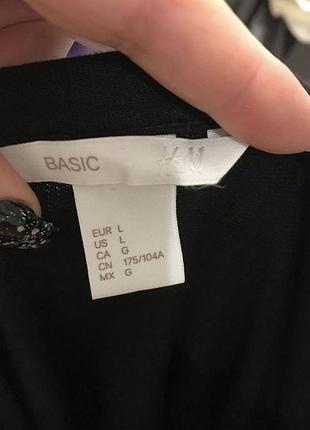 BASIC H&M
EUR L
US L
CA G
CN 175/104A
MX G